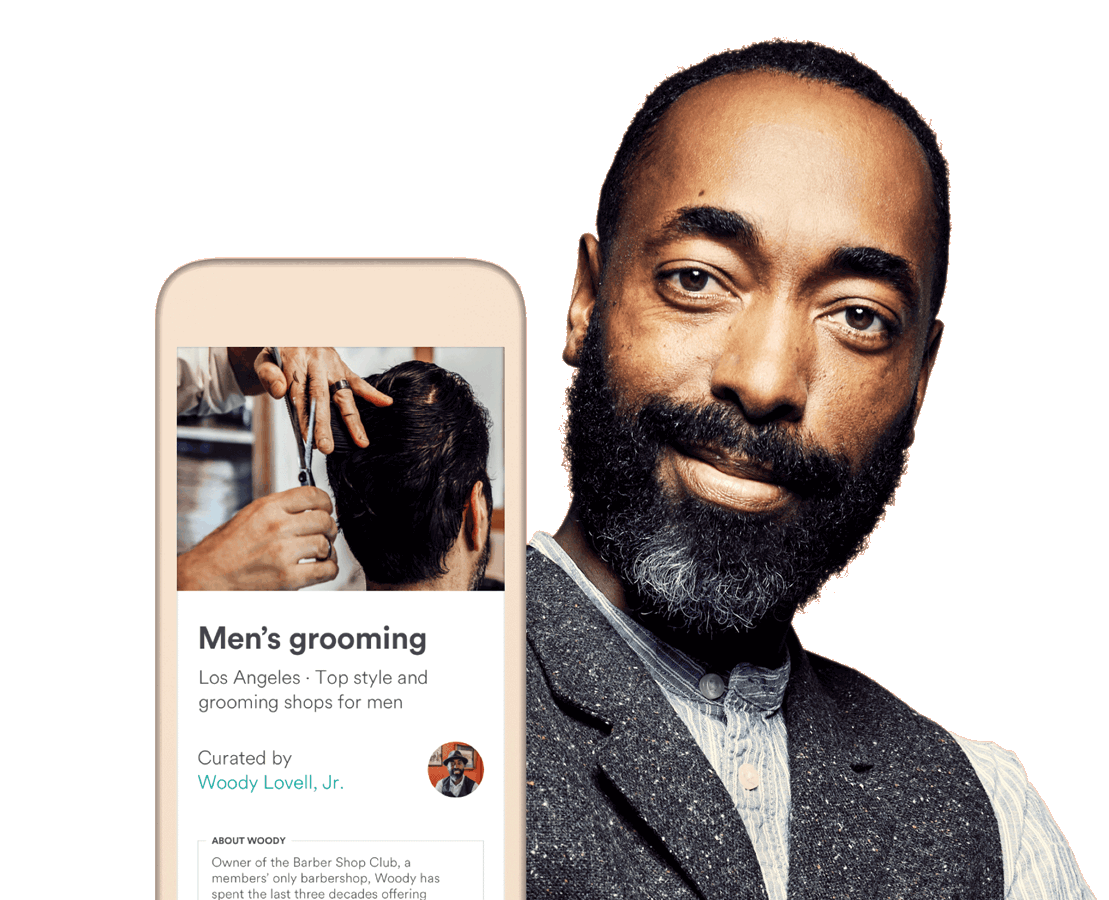 Men's grooming
Los Angeles · Top style and
grooming shops for men
Curated by
Woody Lovell, Jr.
ABOUT WOODY
Owner of the Barber Shop Club, a
members' only barbershop, Woody has
spent the last three decades offering